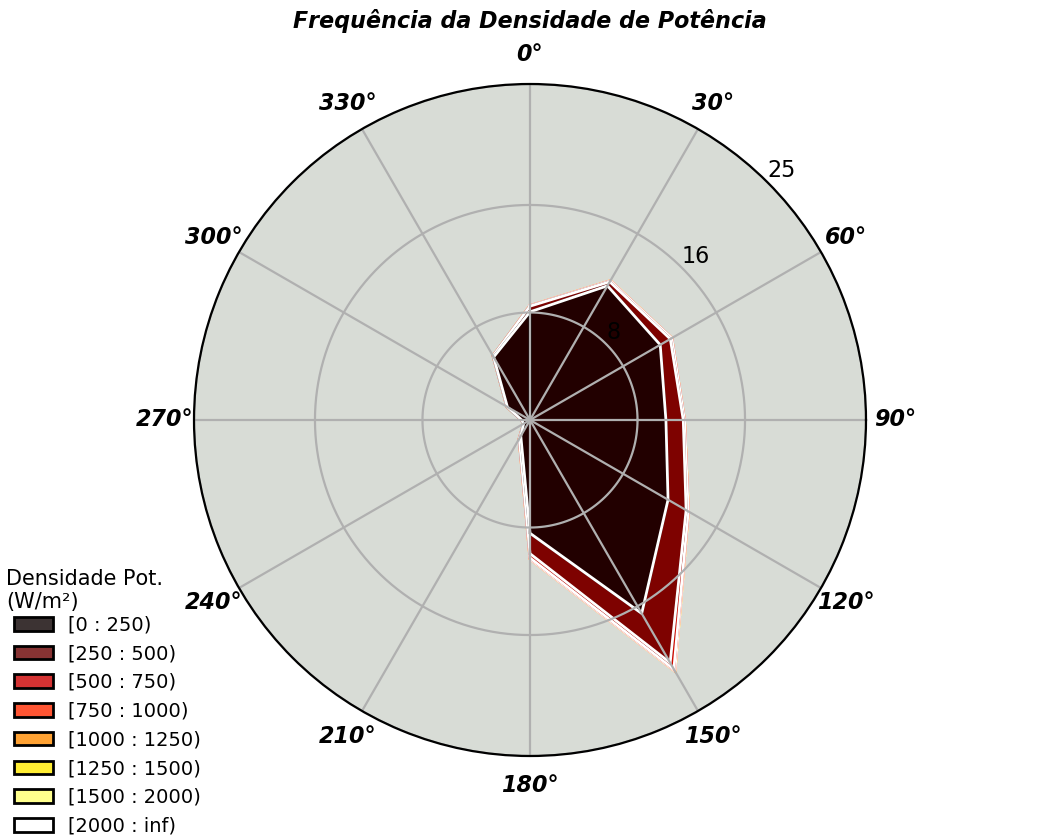 Frequência da Densidade de Potência
0°
330°
30°
25
300°
60°
16
8
270°
90°
240°
120°
210°
150°
180°
Densidade Pot.
(W/m²)
[0 : 250)
[250 : 500)
[500 : 750)
[750 : 1000)
[1000 : 1250)
[1250 : 1500)
[1500 : 2000)
[2000 : inf)